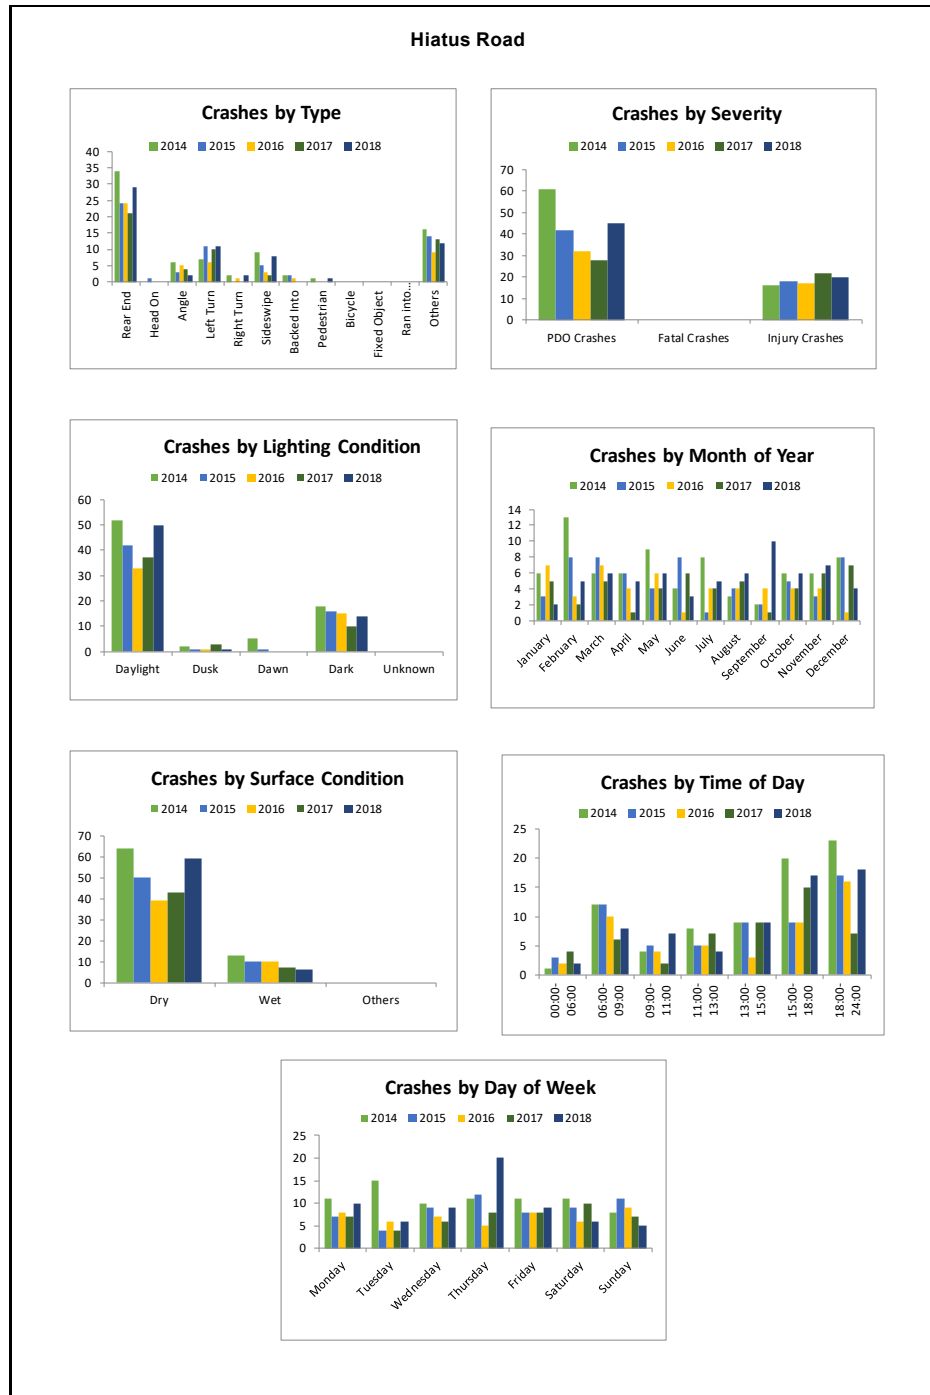 Hiatus Road
Crashes by Type
2014 2015 2016 2017 2018
40
35
30
25
20
15
10
5
0
Rear End
Head On
Angle
Left Turn
Right Turn
Sideswipe
Backed Into
Pedestrian
Bicycle
Fixed Object
Ran into...
Others
Crashes by Severity
2014 2015 2016 2017 2018
70
60
50
40
30
20
10
0
PDO Crashes Fatal Crashes Injury Crashes
Crashes by Lighting Condition
2014 2015 2016 2017 2018
60
50
40
30
20
10
0
Daylight Dusk Dawn Dark Unknown
Crashes by Month of Year
2014 2015 2016 2017 2018
14
12
10
8
6
4
2
0
January
February
March
April
May
June
July
August
September
October
November
December
Crashes by Surface Condition
2014 2015 2016 2017 2018
70
60
50
40
30
20
10
0
Dry Wet Others
Crashes by Time of Day
2014 2015 2016 2017 2018
25
20
15
10
5
0
00:00-
06:00
06:00-
09:00
09:00-
11:00
11:00-
13:00
13:00-
15:00
15:00-
18:00
18:00-
24:00
Crashes by Day of Week
2014 2015 2016 2017 2018
25
20
15
10
5
0
Monday
Tuesday
Wednesday
Thursday
Friday
Saturday
Sunday